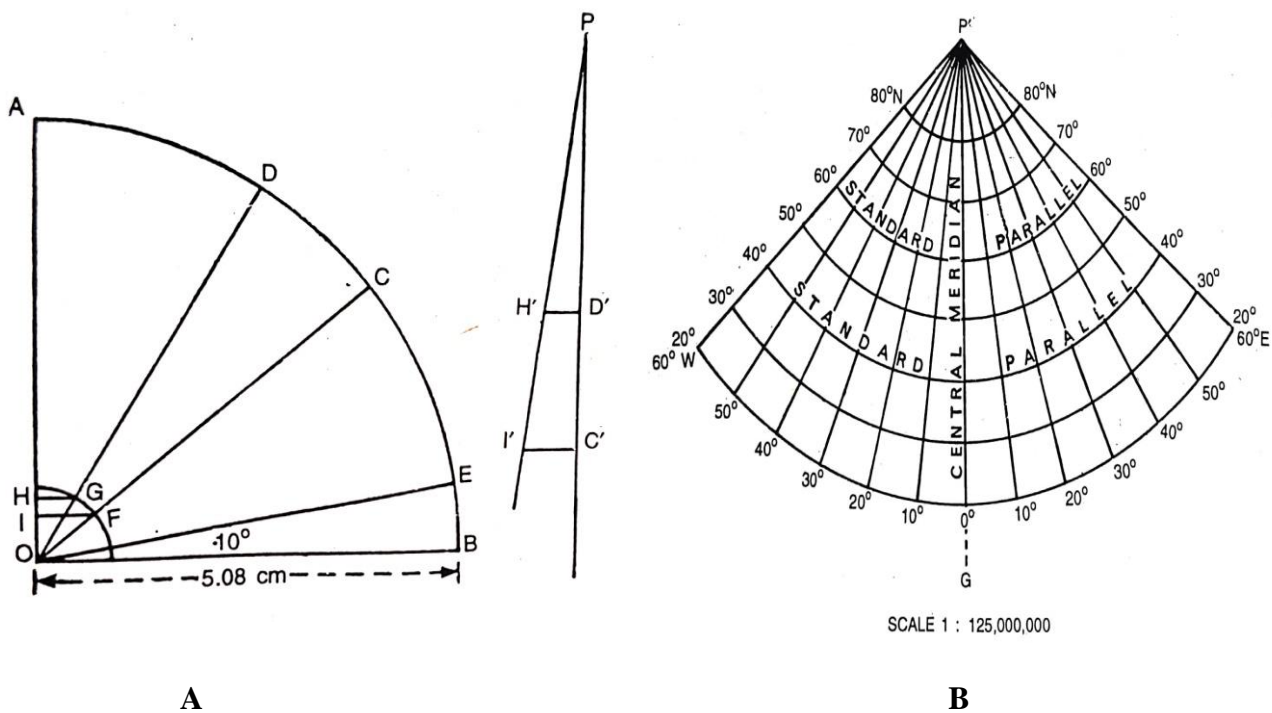 A
D
C
E
B
H
G
I
F
O
10°
5.08 cm
P
H′
D′
I′
C′
P′
80°N
80°N
70°
70°
60°
60°
STANDARD PARALLEL
50°
50°
40°
40°
STANDARD PARALLEL
30°
30°
20°
20°
60° W
60°E
CENTRAL MERIDIAN
50°
50°
40°
40°
30°
30°
20°
20°
10°
10°
0°
G
SCALE 1 : 125,000,000
A
B